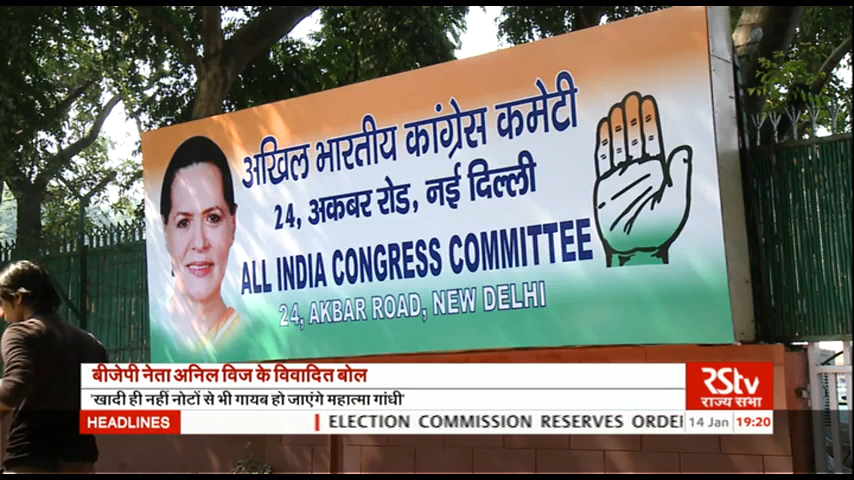 अखिल भारतीय कांग्रेस कमेटी
24, अकबर रोड, नई दिल्ली
ALL INDIA CONGRESS COMMITTEE
24, AKBAR ROAD, NEW DELHI
बीजेपी नेता अनिल विज के विवादित बोल
'खादी ही नहीं नोटों से भी गायब हो जाएंगे महात्मा गांधी'
RStv
राज्य सभा
HEADLINES
ELECTION COMMISSION RESERVES ORDER
14 Jan
19:20